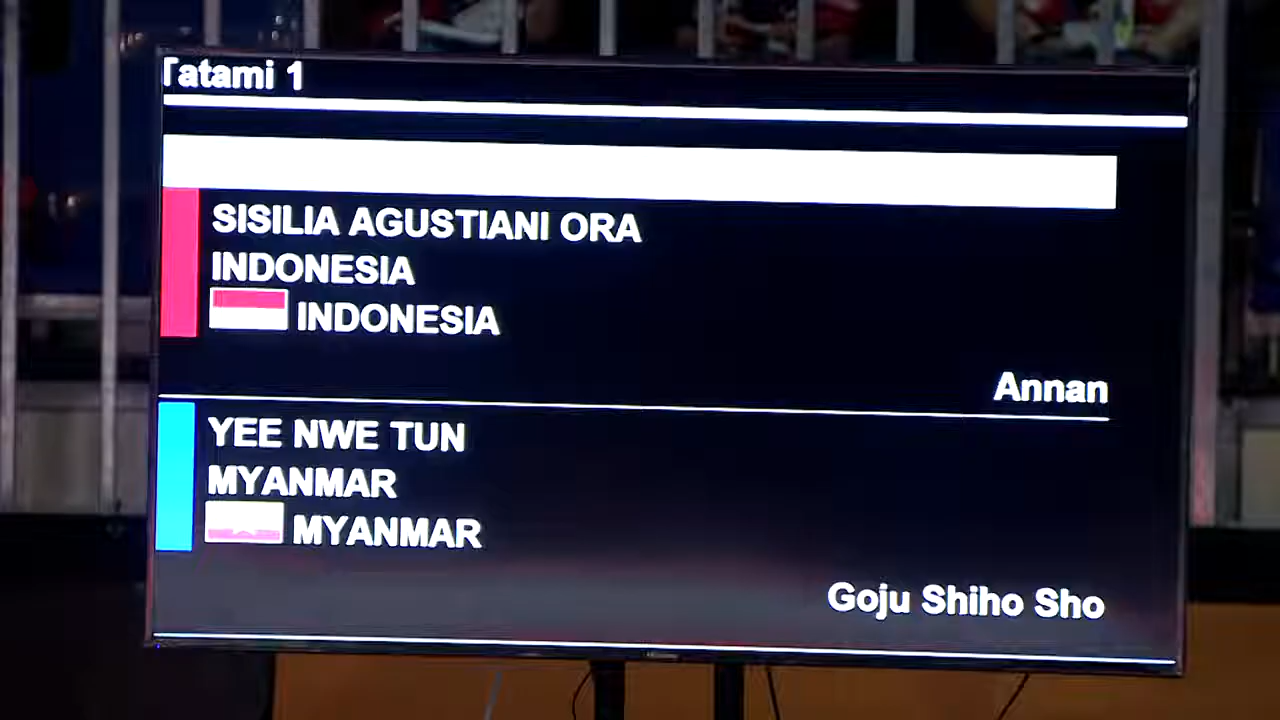 Tatami 1
SISILIA AGUSTIANI ORA
INDONESIA
INDONESIA
Annan
YEE NWE TUN
MYANMAR
MYANMAR
Goju Shiho Sho